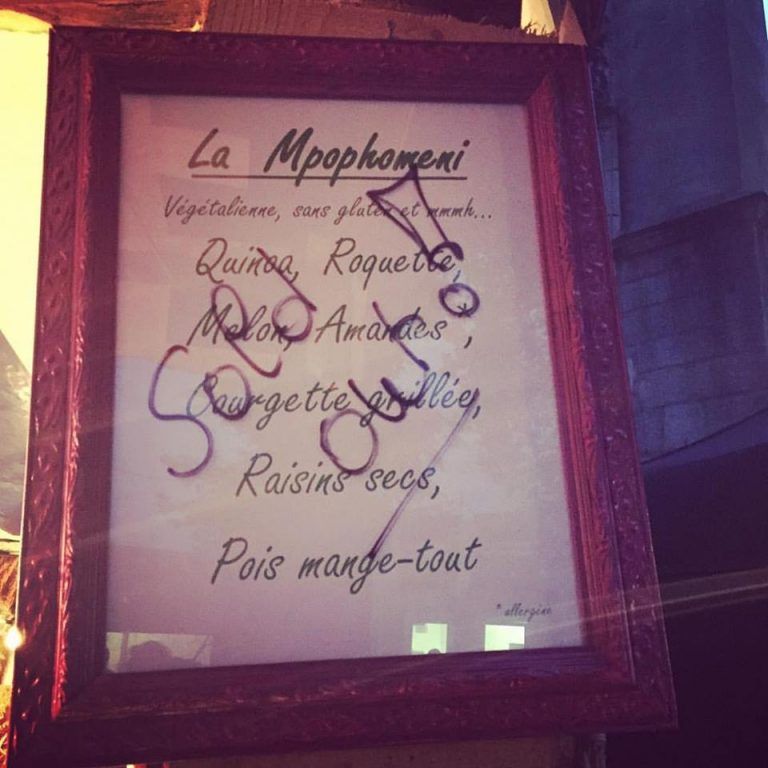 La Mpophomeni
Végétalienne, sans gluten et mmmh...
Quinoa, Roquette,
Melon, Amandes*,
Courgette grillée,
Raisins secs,
Pois mange-tout
* allergène
Sold
out!